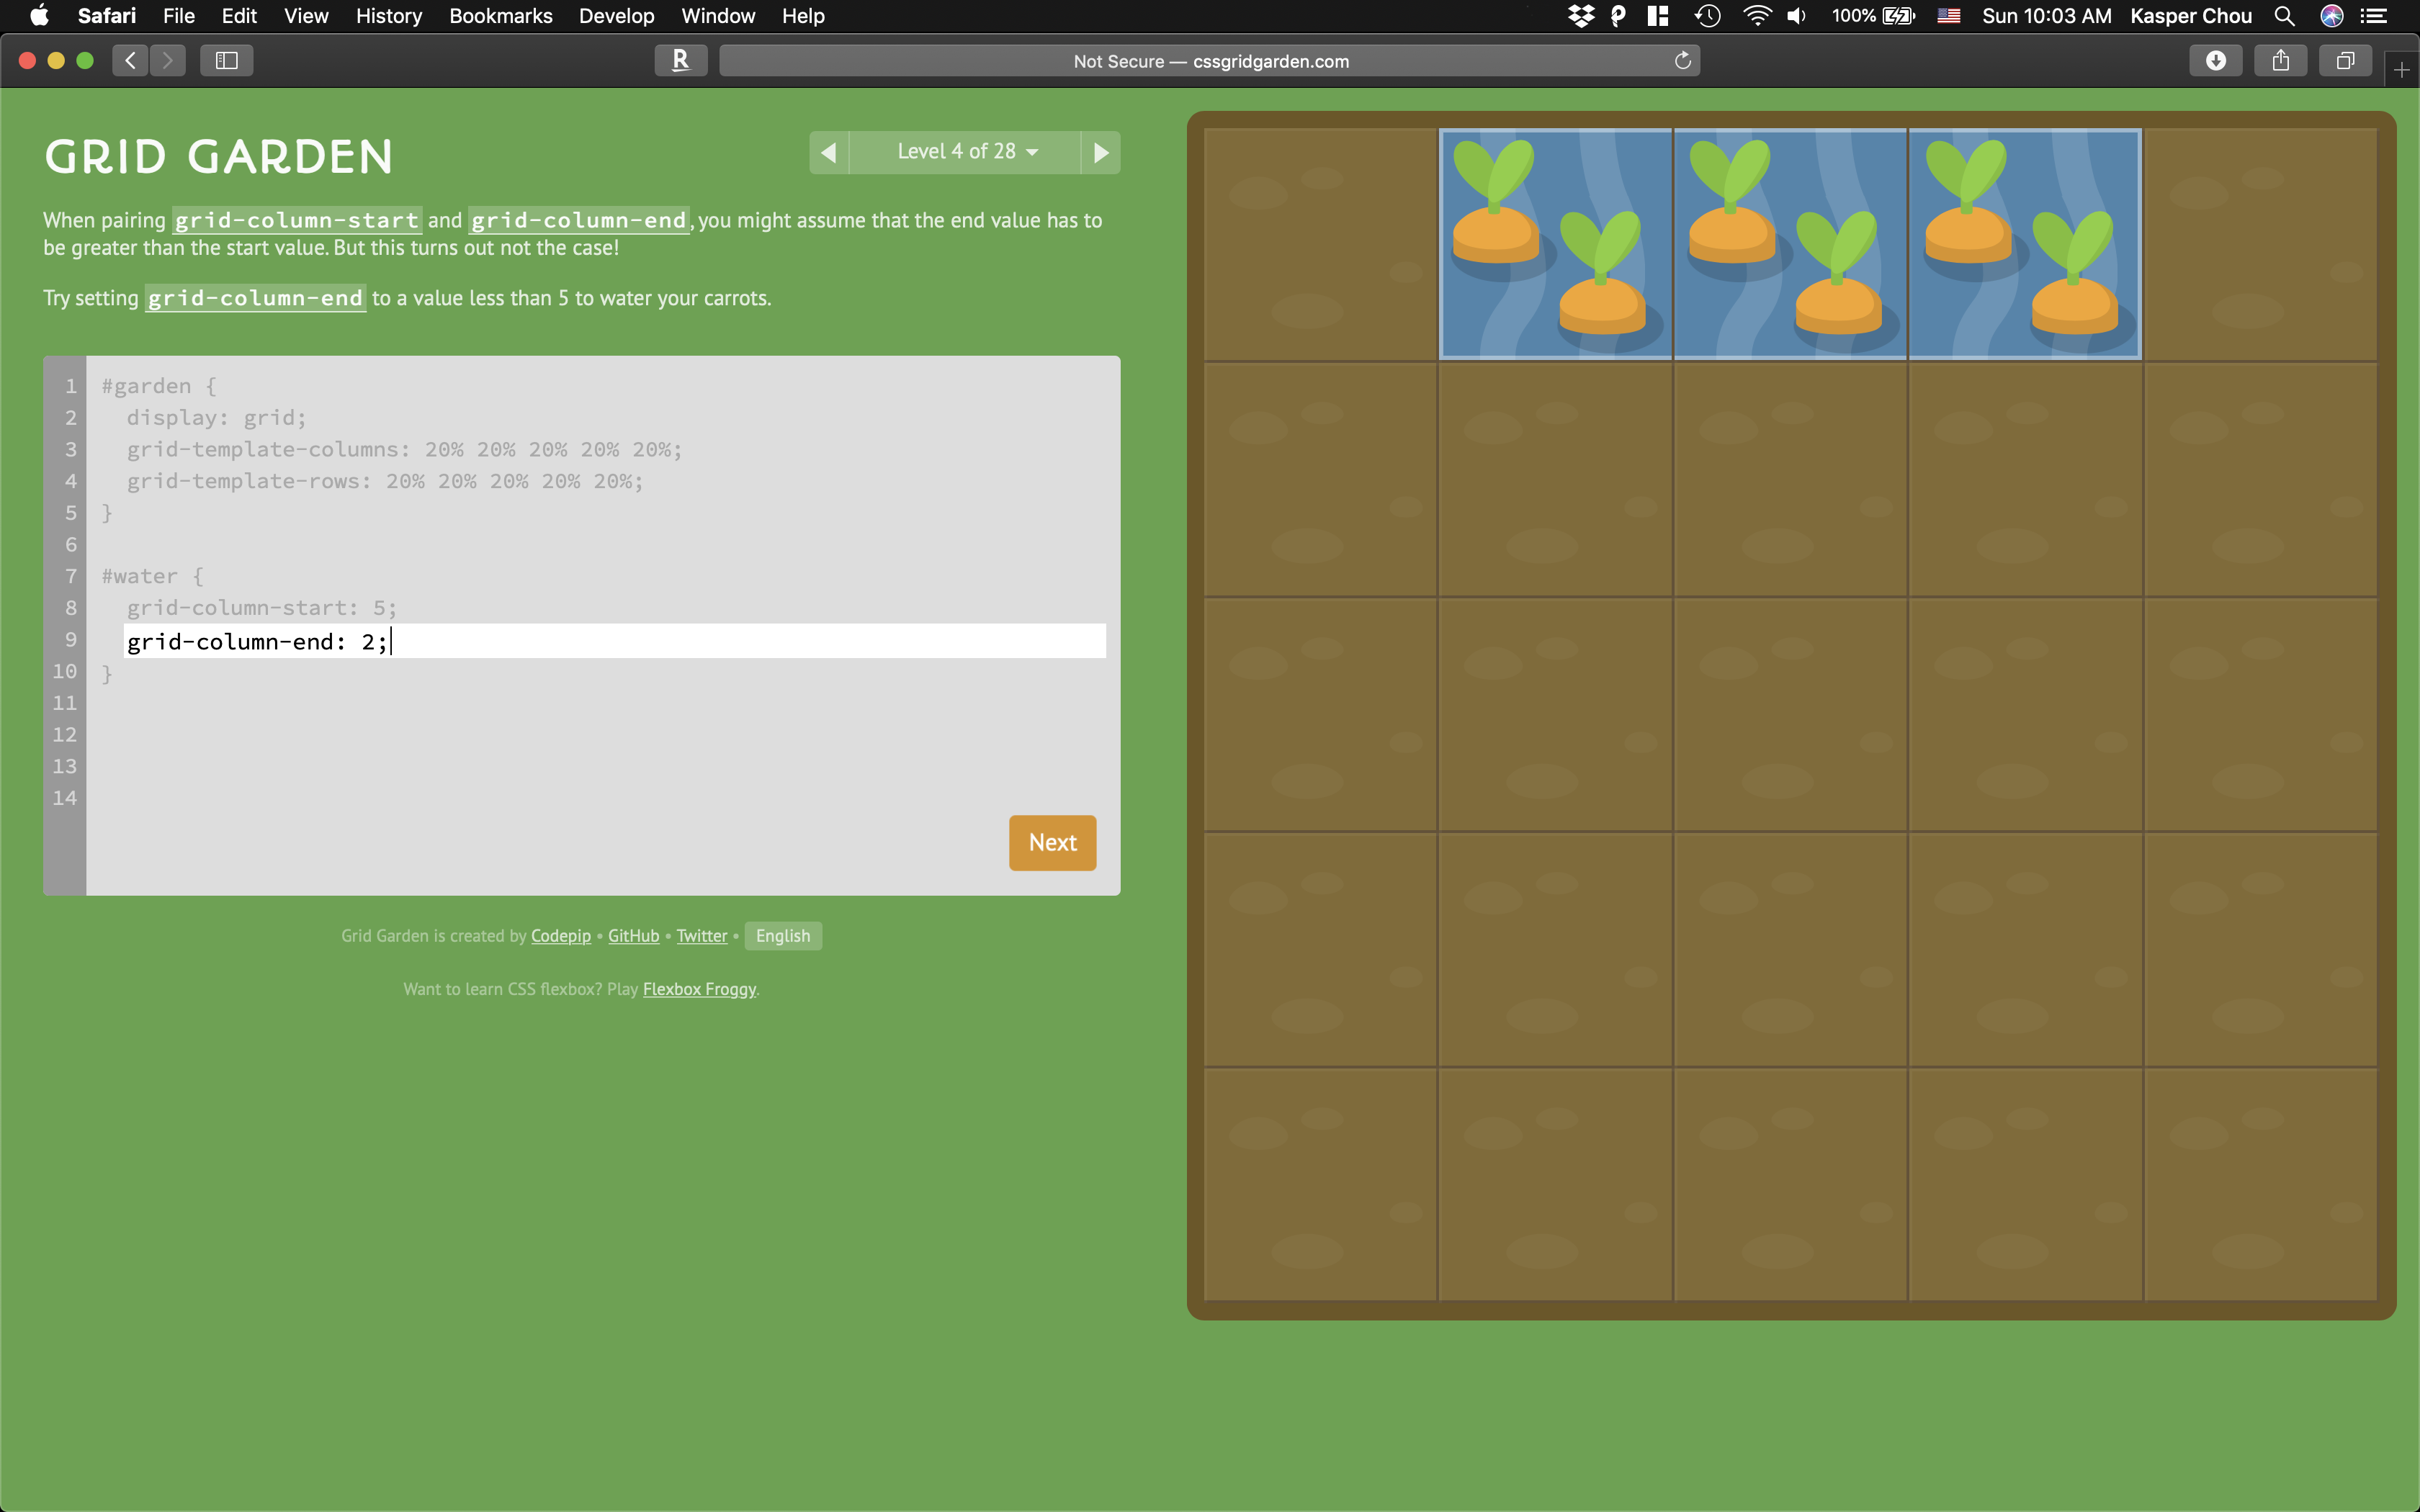 Safari File Edit View History Bookmarks Develop Window Help 100% Sun 10:03 AM Kasper Chou
R Not Secure — cssgridgarden.com
GRID GARDEN
Level 4 of 28
When pairing grid-column-start and grid-column-end, you might assume that the end value has to
be greater than the start value. But this turns out not the case!
Try setting grid-column-end to a value less than 5 to water your carrots.
1 #garden {
2 display: grid;
3 grid-template-columns: 20% 20% 20% 20% 20%;
4 grid-template-rows: 20% 20% 20% 20% 20%;
5 }
6
7 #water {
8 grid-column-start: 5;
9 grid-column-end: 2;
10 }
11
12
13
14
Next
Grid Garden is created by Codepip • GitHub • Twitter • English
Want to learn CSS flexbox? Play Flexbox Froggy.